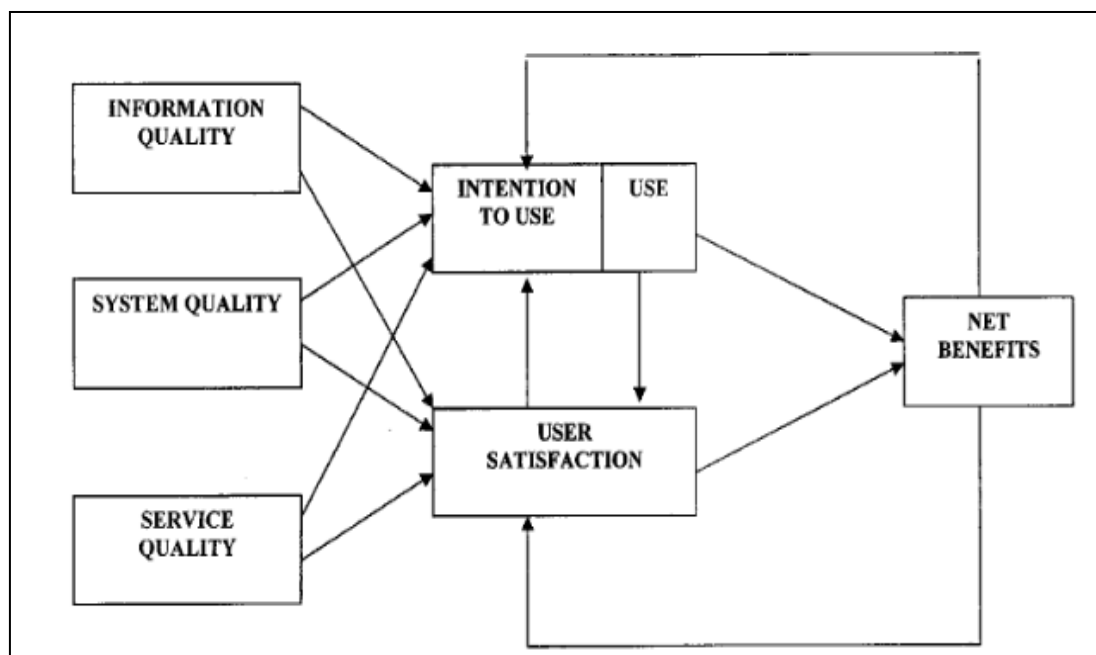 INFORMATION
QUALITY
INTENTION
TO USE
USE
SYSTEM QUALITY
NET
BENEFITS
USER
SATISFACTION
SERVICE
QUALITY